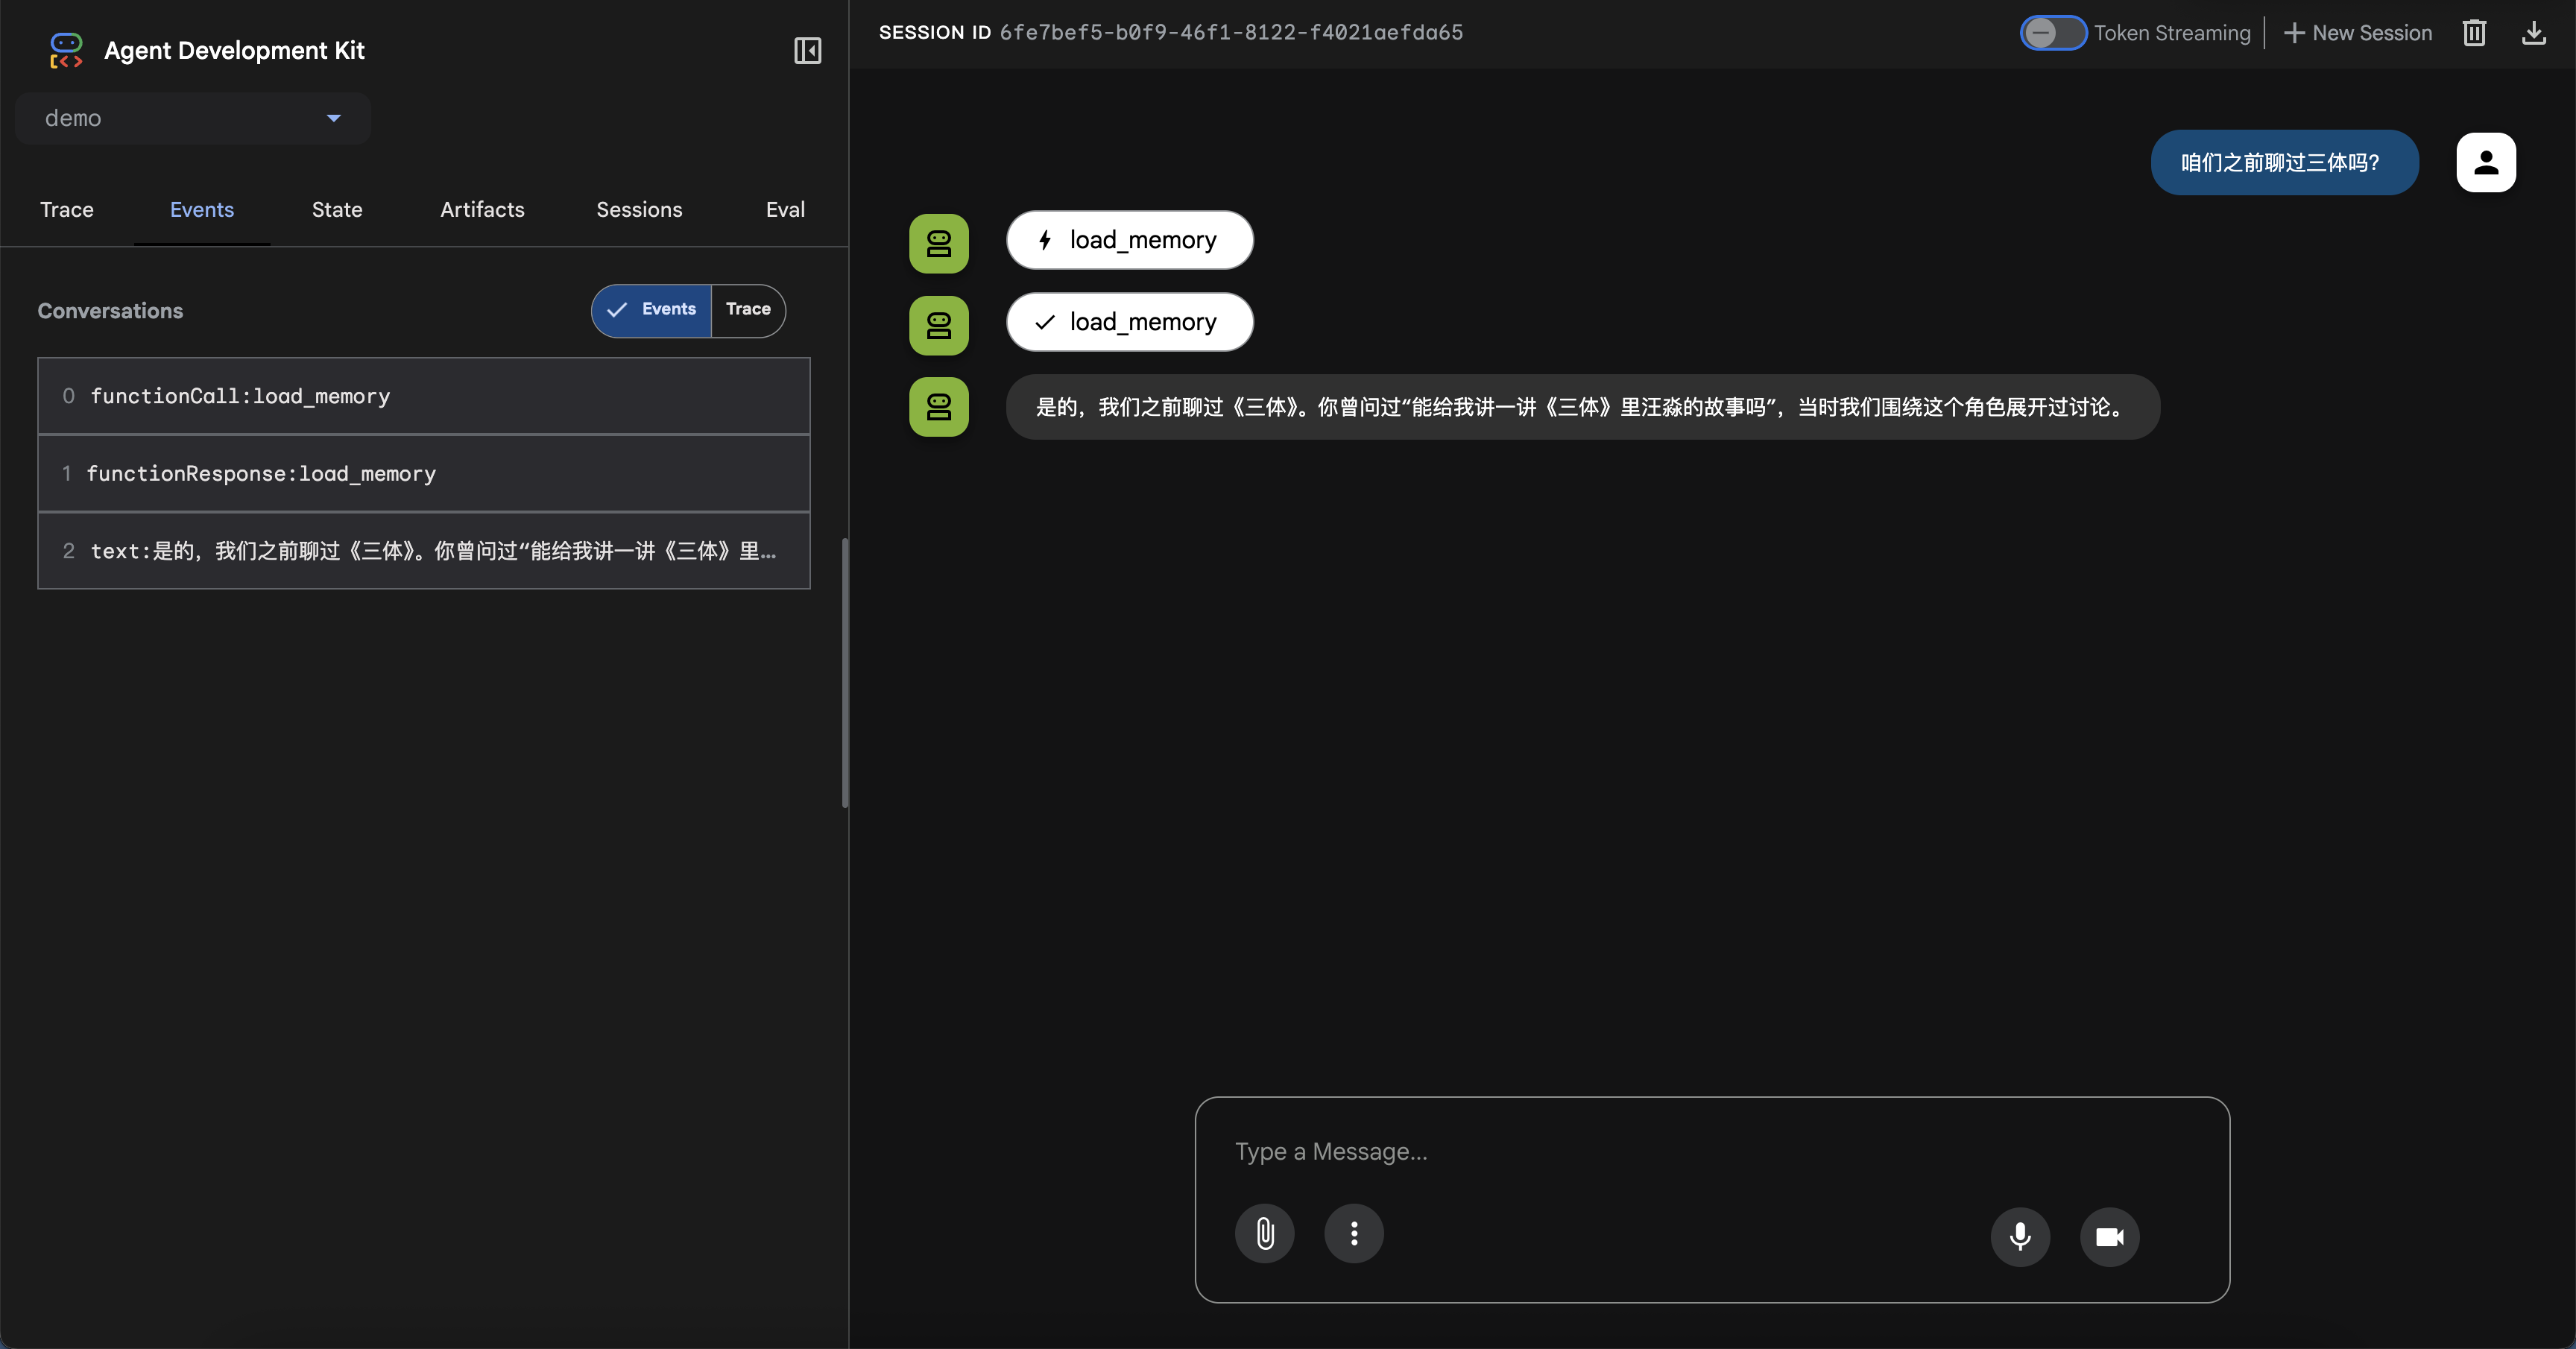 Agent Development Kit
demo
Trace
Events
State
Artifacts
Sessions
Eval
Conversations
Events
Trace
0 functionCall:load_memory
1 functionResponse:load_memory
2 text:是的，我们之前聊过《三体》。你曾问过“能给我讲一讲《三体》里...
SESSION ID 6fe7bef5-b0f9-46f1-8122-f4021aefda65
Token Streaming
New Session
咱们之前聊过三体吗？
load_memory
load_memory
是的，我们之前聊过《三体》。你曾问过“能给我讲一讲《三体》里汪淼的故事吗”，当时我们围绕这个角色展开过讨论。
Type a Message...